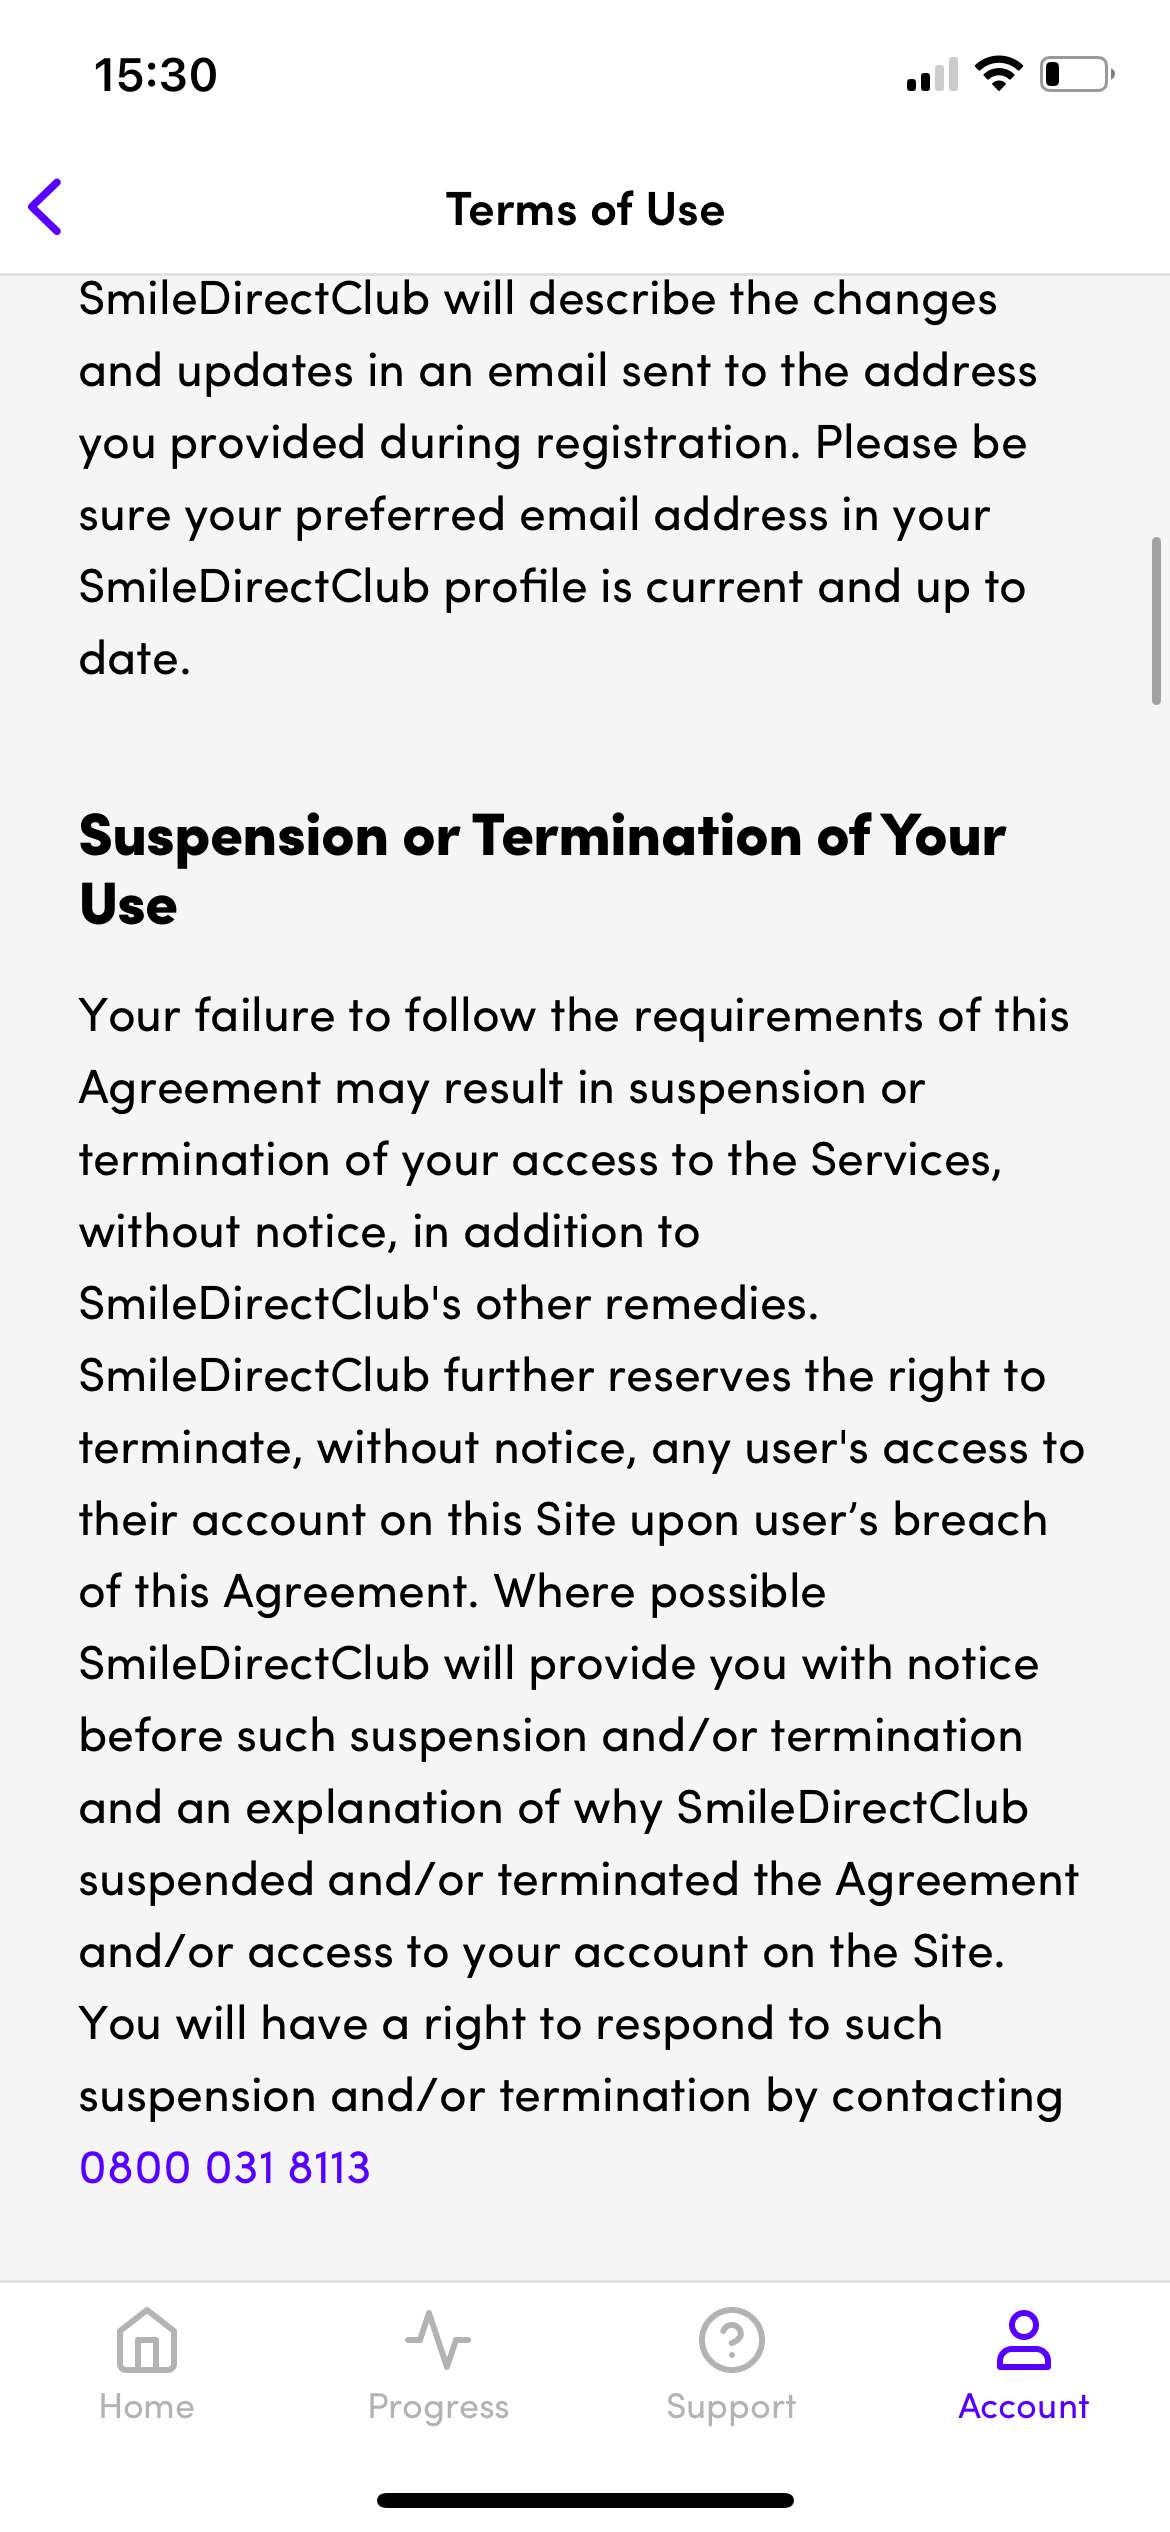 15:30
Terms of Use
SmileDirectClub will describe the changes
and updates in an email sent to the address
you provided during registration. Please be
sure your preferred email address in your
SmileDirectClub profile is current and up to
date.
Suspension or Termination of Your
Use
Your failure to follow the requirements of this
Agreement may result in suspension or
termination of your access to the Services,
without notice, in addition to
SmileDirectClub's other remedies.
SmileDirectClub further reserves the right to
terminate, without notice, any user's access to
their account on this Site upon user’s breach
of this Agreement. Where possible
SmileDirectClub will provide you with notice
before such suspension and/or termination
and an explanation of why SmileDirectClub
suspended and/or terminated the Agreement
and/or access to your account on the Site.
You will have a right to respond to such
suspension and/or termination by contacting
0800 031 8113
Home Progress Support Account